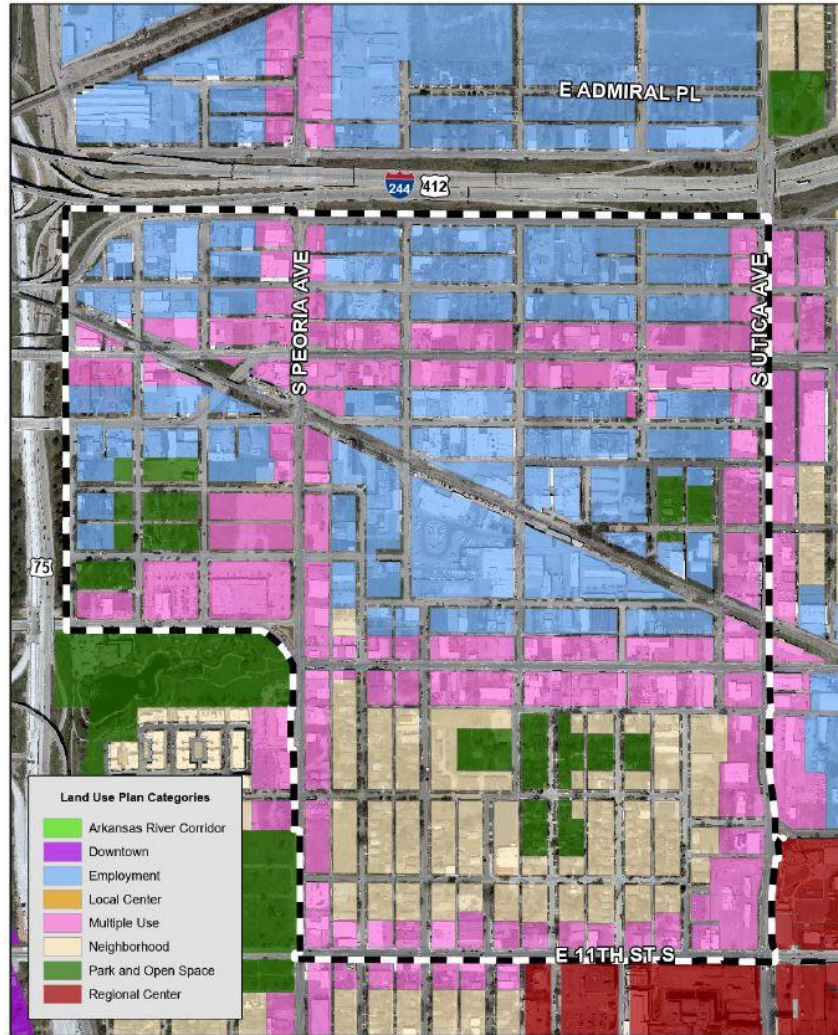 E ADMIRAL PL
244 412
S PEORIA AVE
S UTICA AVE
75
E 11TH ST S
Land Use Plan Categories
Arkansas River Corridor
Downtown
Employment
Local Center
Multiple Use
Neighborhood
Park and Open Space
Regional Center